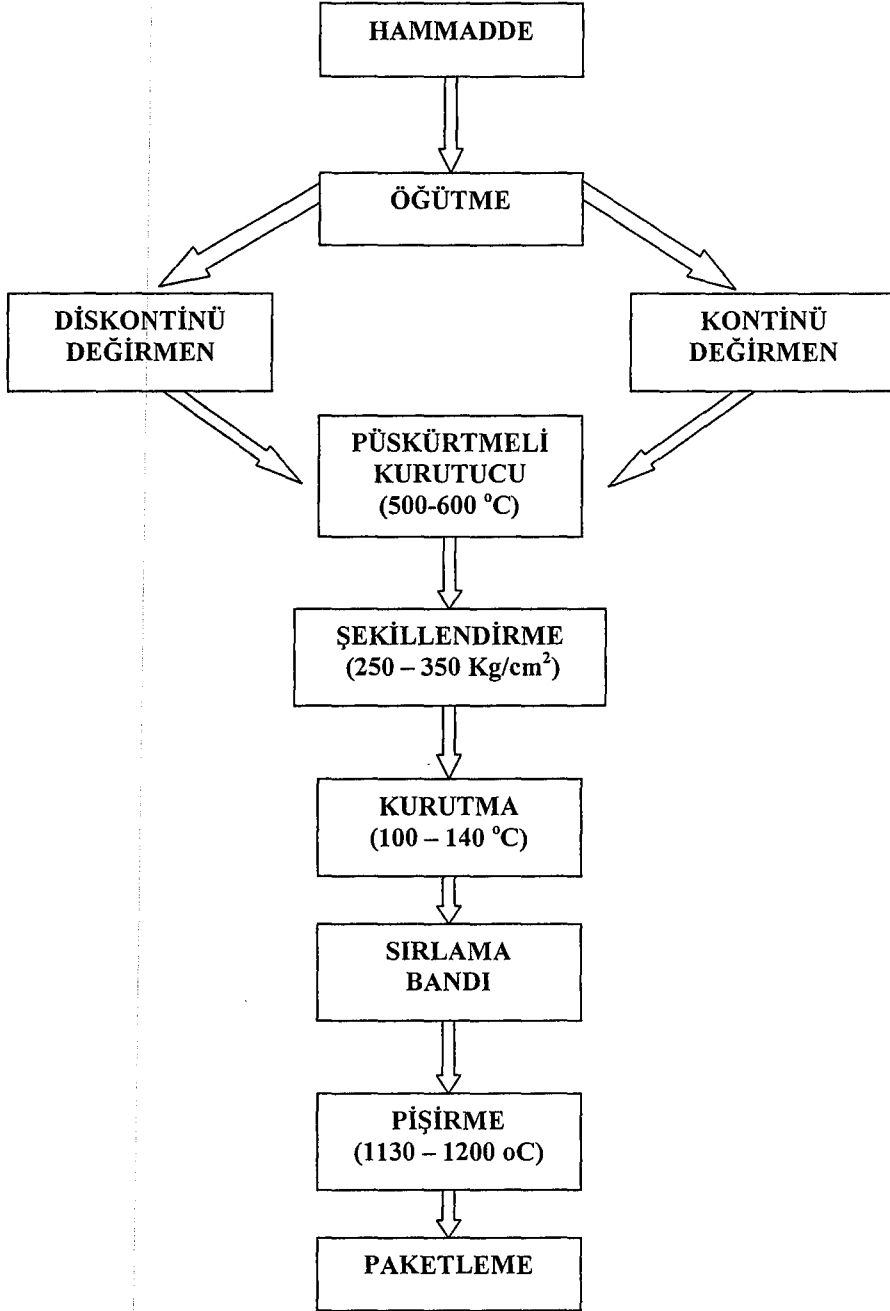 HAMMADDE
ÖĞÜTME
DİSKONTİNÜ
DEĞİRMEN
KONTİNÜ
DEĞİRMEN
PÜSKÜRTMELİ
KURUTUCU
(500-600 °C)
ŞEKİLLENDİRME
(250 – 350 Kg/cm²)
KURUTMA
(100 – 140 °C)
SIRLAMA
BANDI
PİŞİRME
(1130 – 1200 oC)
PAKETLEME